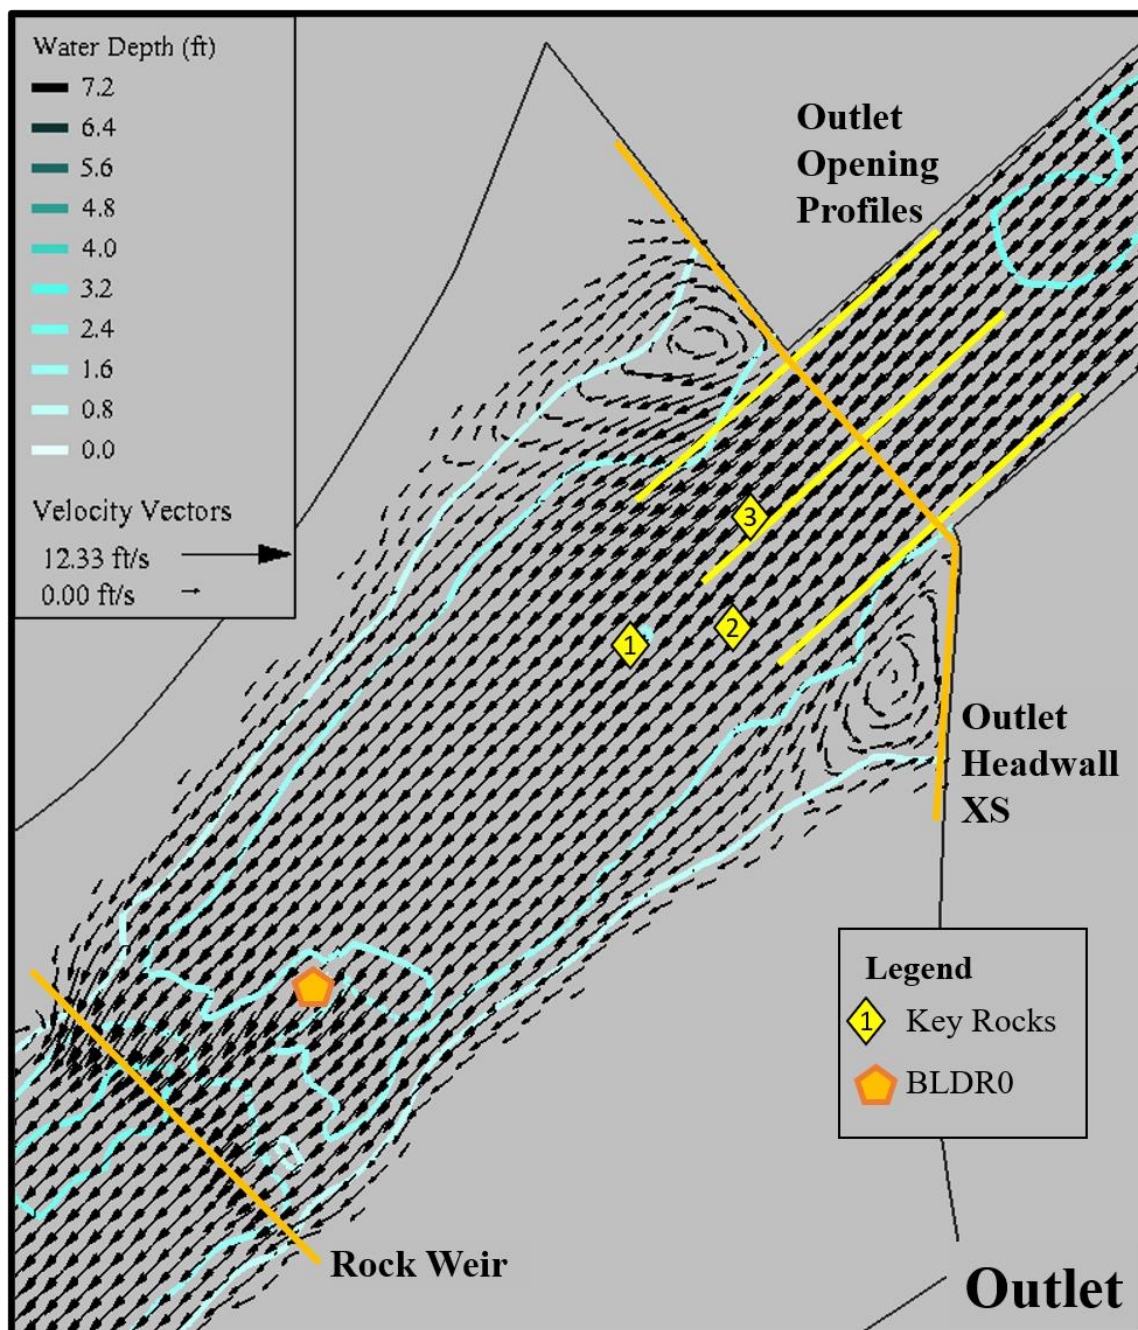 Water Depth (ft)
7.2
6.4
5.6
4.8
4.0
3.2
2.4
1.6
0.8
0.0
Velocity Vectors
12.33 ft/s
0.00 ft/s
Outlet
Opening
Profiles
3
2
1
Outlet
Headwall
XS
Legend
1 Key Rocks
BLDR0
Rock Weir
Outlet